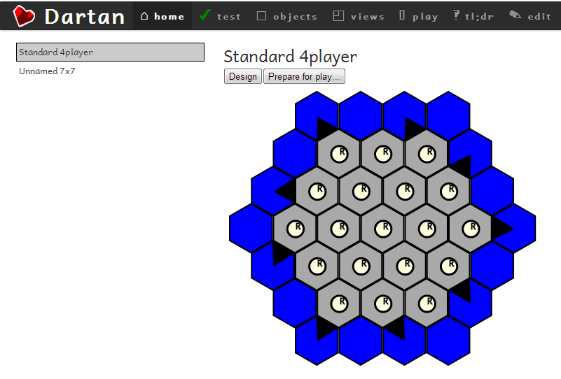 Dartan home test objects views play ? tl;dr edit
Standard 4player
Unnamed 7x7
Standard 4player
Design Prepare for play...
R R R
R R R R
R R R R R
R R R R
R R R